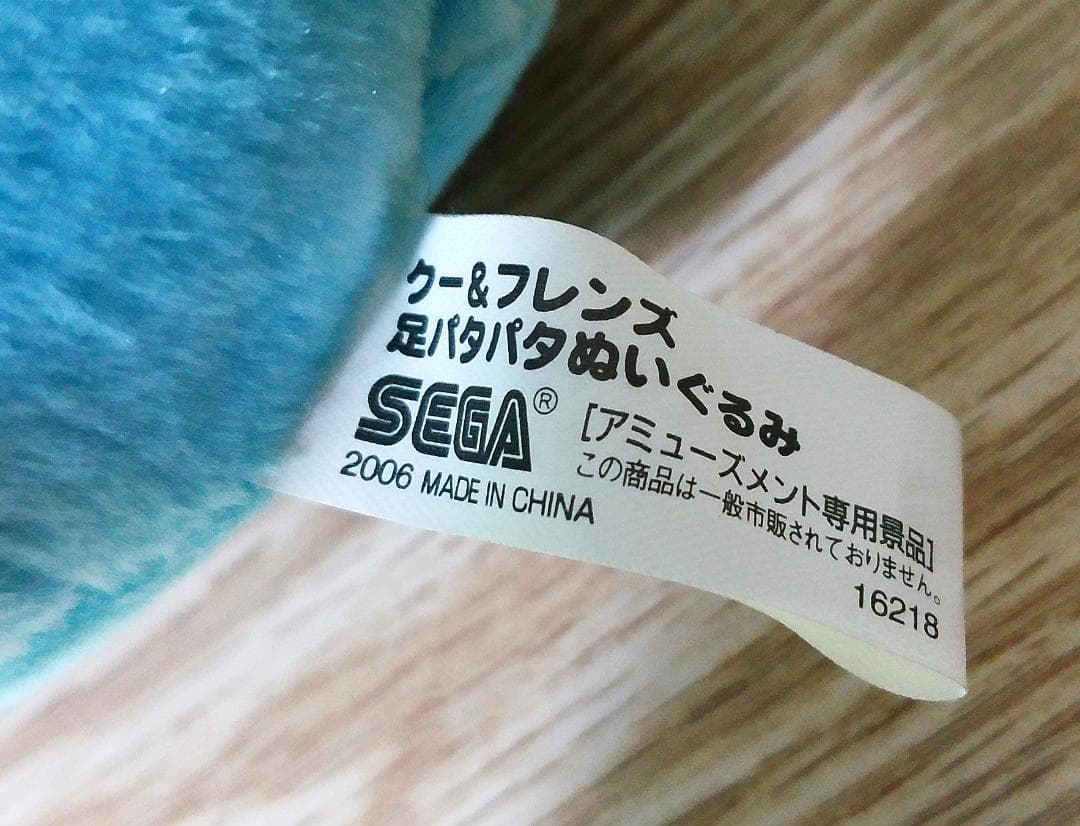 クー&フレンズ
足パタパタぬいぐるみ
SEGA®
2006 MADE IN CHINA
[アミューズメント専用景品]
この商品は一般市販されておりません。
16218